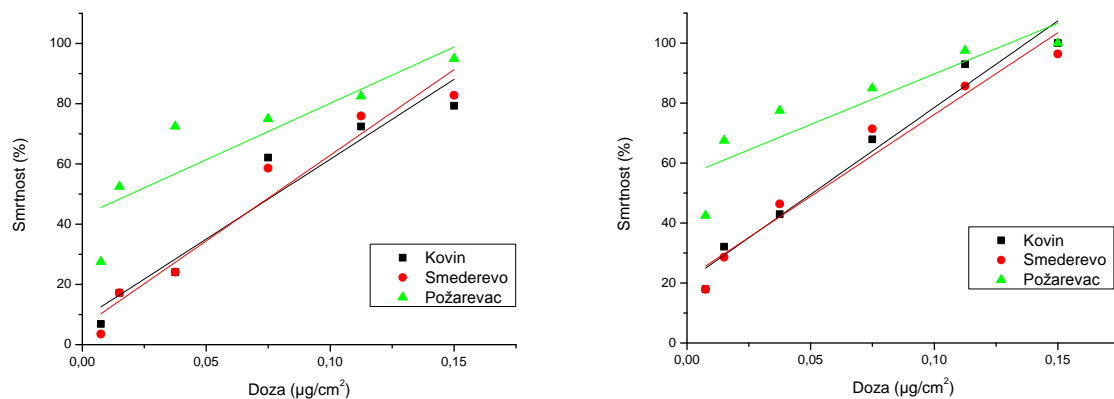 100
80
60
40
20
0
Smrtnost (%)
Kovin
Smederevo
Požarevac
0,00
0,05
0,10
0,15
Doza (µg/cm²)
100
80
60
40
20
0
Smrtnost (%)
Kovin
Smederevo
Požarevac
0,00
0,05
0,10
0,15
Doza (µg/cm²)